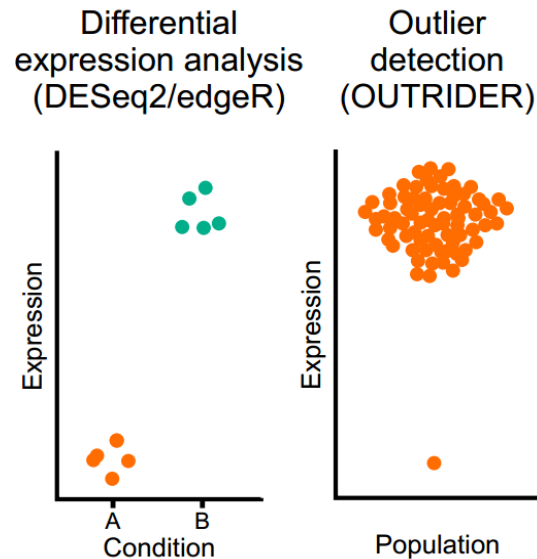 Differential
expression analysis
(DESeq2/edgeR)
Expression
A
B
Condition
Outlier
detection
(OUTRIDER)
Expression
Population